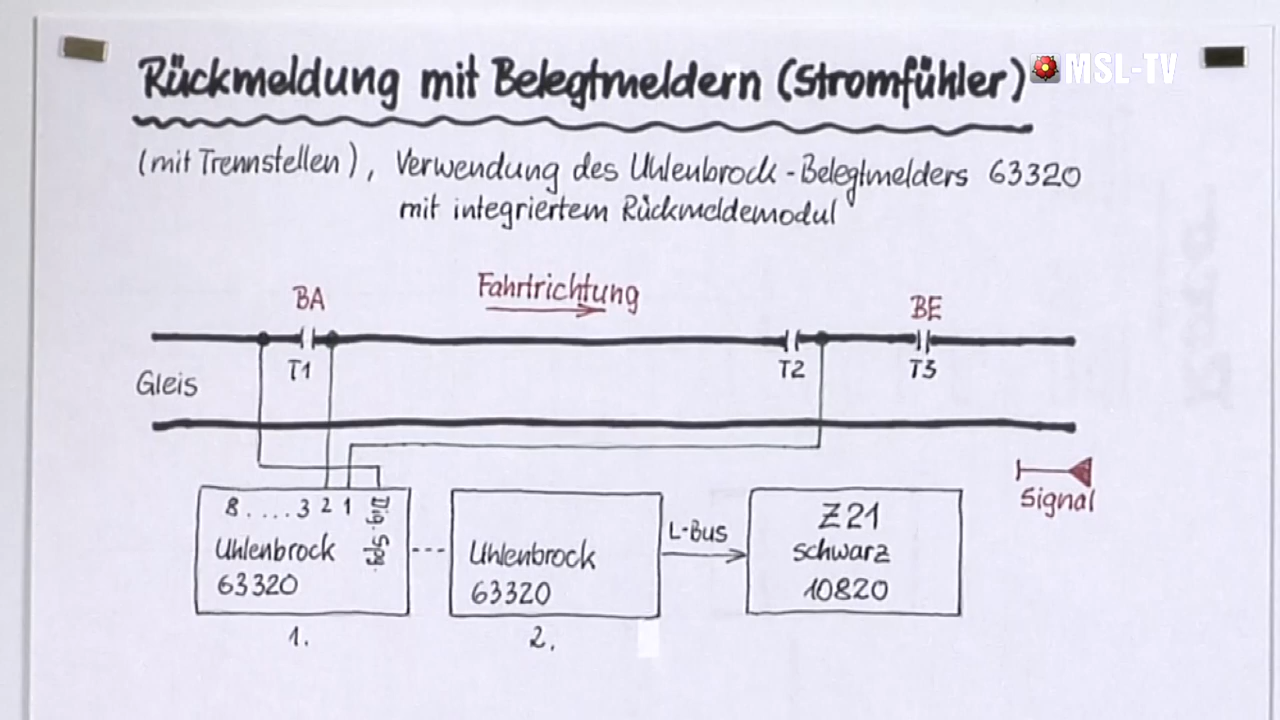 Rückmeldung mit Belegtmeldern (Stromfühler)
MSL-TV
(mit Trennstellen), Verwendung des Uhlenbrock-Belegtmelders 63320
mit integriertem Rückmeldemodul
BA
Fahrtrichtung
BE
T1
T2
T3
Gleis
Signal
8....3 2 1 Dig. Spg.
Uhlenbrock
63320
1.
Uhlenbrock
63320
2.
L-Bus
Z21
schwarz
10820